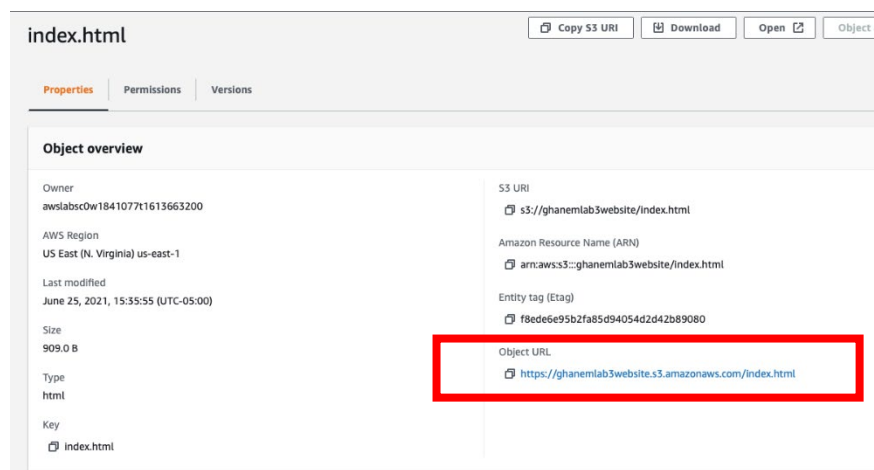 index.html
Copy S3 URI
Download
Open
Object
Properties
Permissions
Versions
Object overview
Owner
awslabsc0w1841077t1613663200
AWS Region
US East (N. Virginia) us-east-1
Last modified
June 25, 2021, 15:35:55 (UTC-05:00)
Size
909.0 B
Type
html
Key
index.html
S3 URI
s3://ghanemlab3website/index.html
Amazon Resource Name (ARN)
arn:aws:s3:::ghanemlab3website/index.html
Entity tag (Etag)
f8ede6e95b2fa85d94054d2d42b89080
Object URL
https://ghanemlab3website.s3.amazonaws.com/index.html